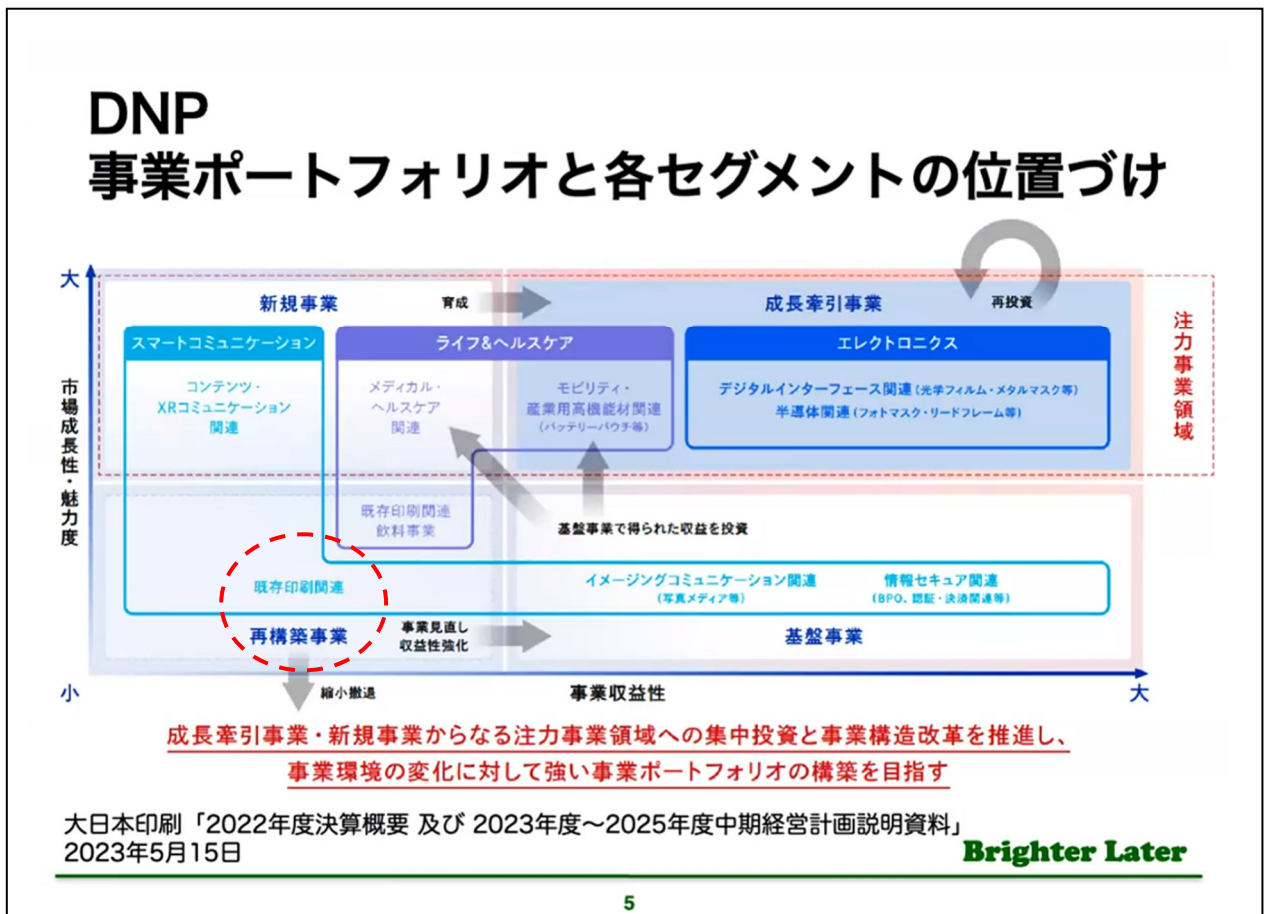 DNP
事業ポートフォリオと各セグメントの位置づけ
大
新規事業
育成
成長牽引事業
再投資
注力事業領域
スマートコミュニケーション
ライフ&ヘルスケア
エレクトロニクス
市場成長性・魅力度
コンテンツ・
XRコミュニケーション
関連
メディカル・
ヘルスケア
関連
モビリティ・
産業用高機能材関連
(バッテリーパウチ等)
デジタルインターフェース関連(光学フィルム・メタルマスク等)
半導体関連(フォトマスク・リードフレーム等)
既存印刷関連
飲料事業
基盤事業で得られた収益を投資
既存印刷関連
イメージングコミュニケーション関連
(写真メディア等)
情報セキュア関連
(BPO、認証・決済関連等)
再構築事業
事業見直し
収益性強化
基盤事業
小
縮小撤退
事業収益性
大
成長牽引事業・新規事業からなる注力事業領域への集中投資と事業構造改革を推進し、
事業環境の変化に対して強い事業ポートフォリオの構築を目指す
大日本印刷「2022年度決算概要 及び 2023年度～2025年度中期経営計画説明資料」
2023年5月15日
Brighter Later
5